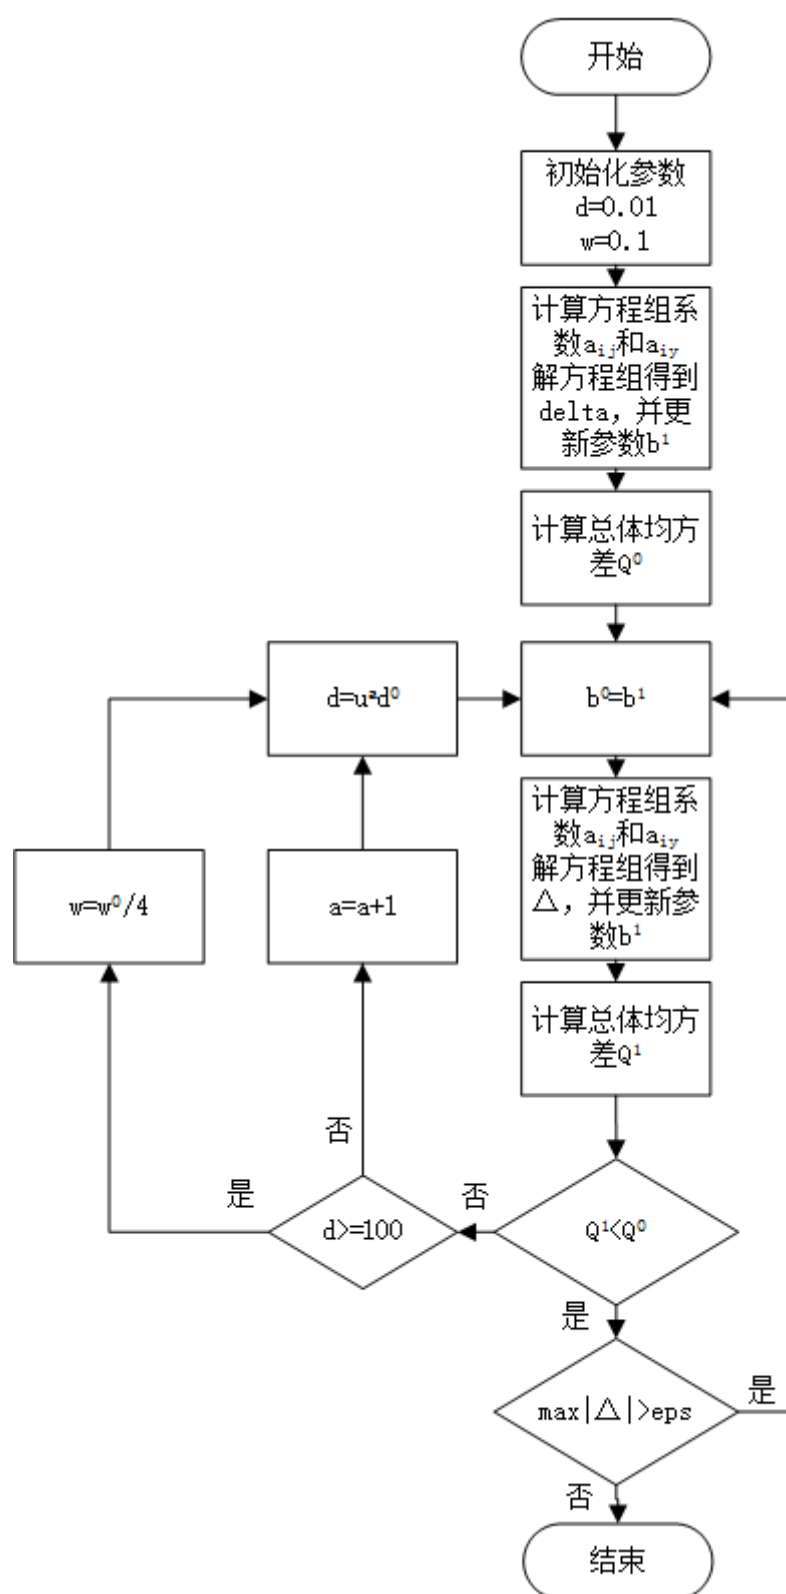 开始
初始化参数
d=0.01
w=0.1
计算方程组系
数aᵢⱼ和aᵢᵧ
解方程组得到
delta，并更
新参数b¹
计算总体均方
差Q⁰
d=uᵃd⁰
b⁰=b¹
计算方程组系
数aᵢⱼ和aᵢᵧ
解方程组得到
△，并更新参
数b¹
w=w⁰/4
a=a+1
计算总体均方
差Q¹
否
是
否
d>=100
Q¹<Q⁰
是
max|△|>eps
是
否
结束